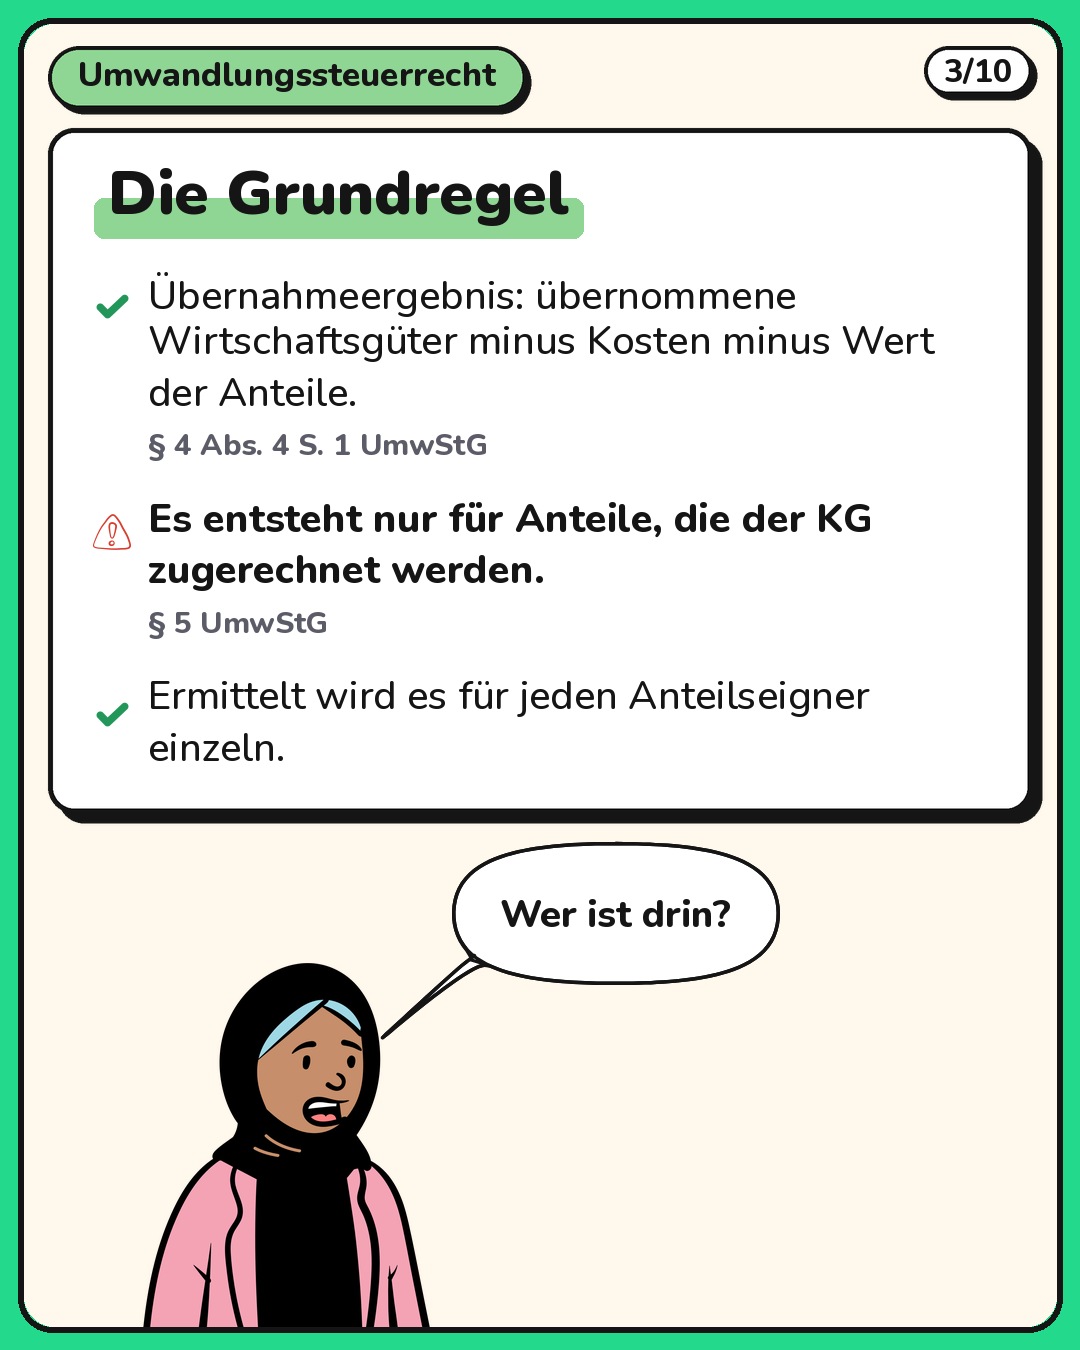 Umwandlungssteuerrecht
3/10
Die Grundregel
Übernahmeergebnis: übernommene
Wirtschaftsgüter minus Kosten minus Wert
der Anteile.
§ 4 Abs. 4 S. 1 UmwStG
Es entsteht nur für Anteile, die der KG
zugerechnet werden.
§ 5 UmwStG
Ermittelt wird es für jeden Anteilseigner
einzeln.
Wer ist drin?